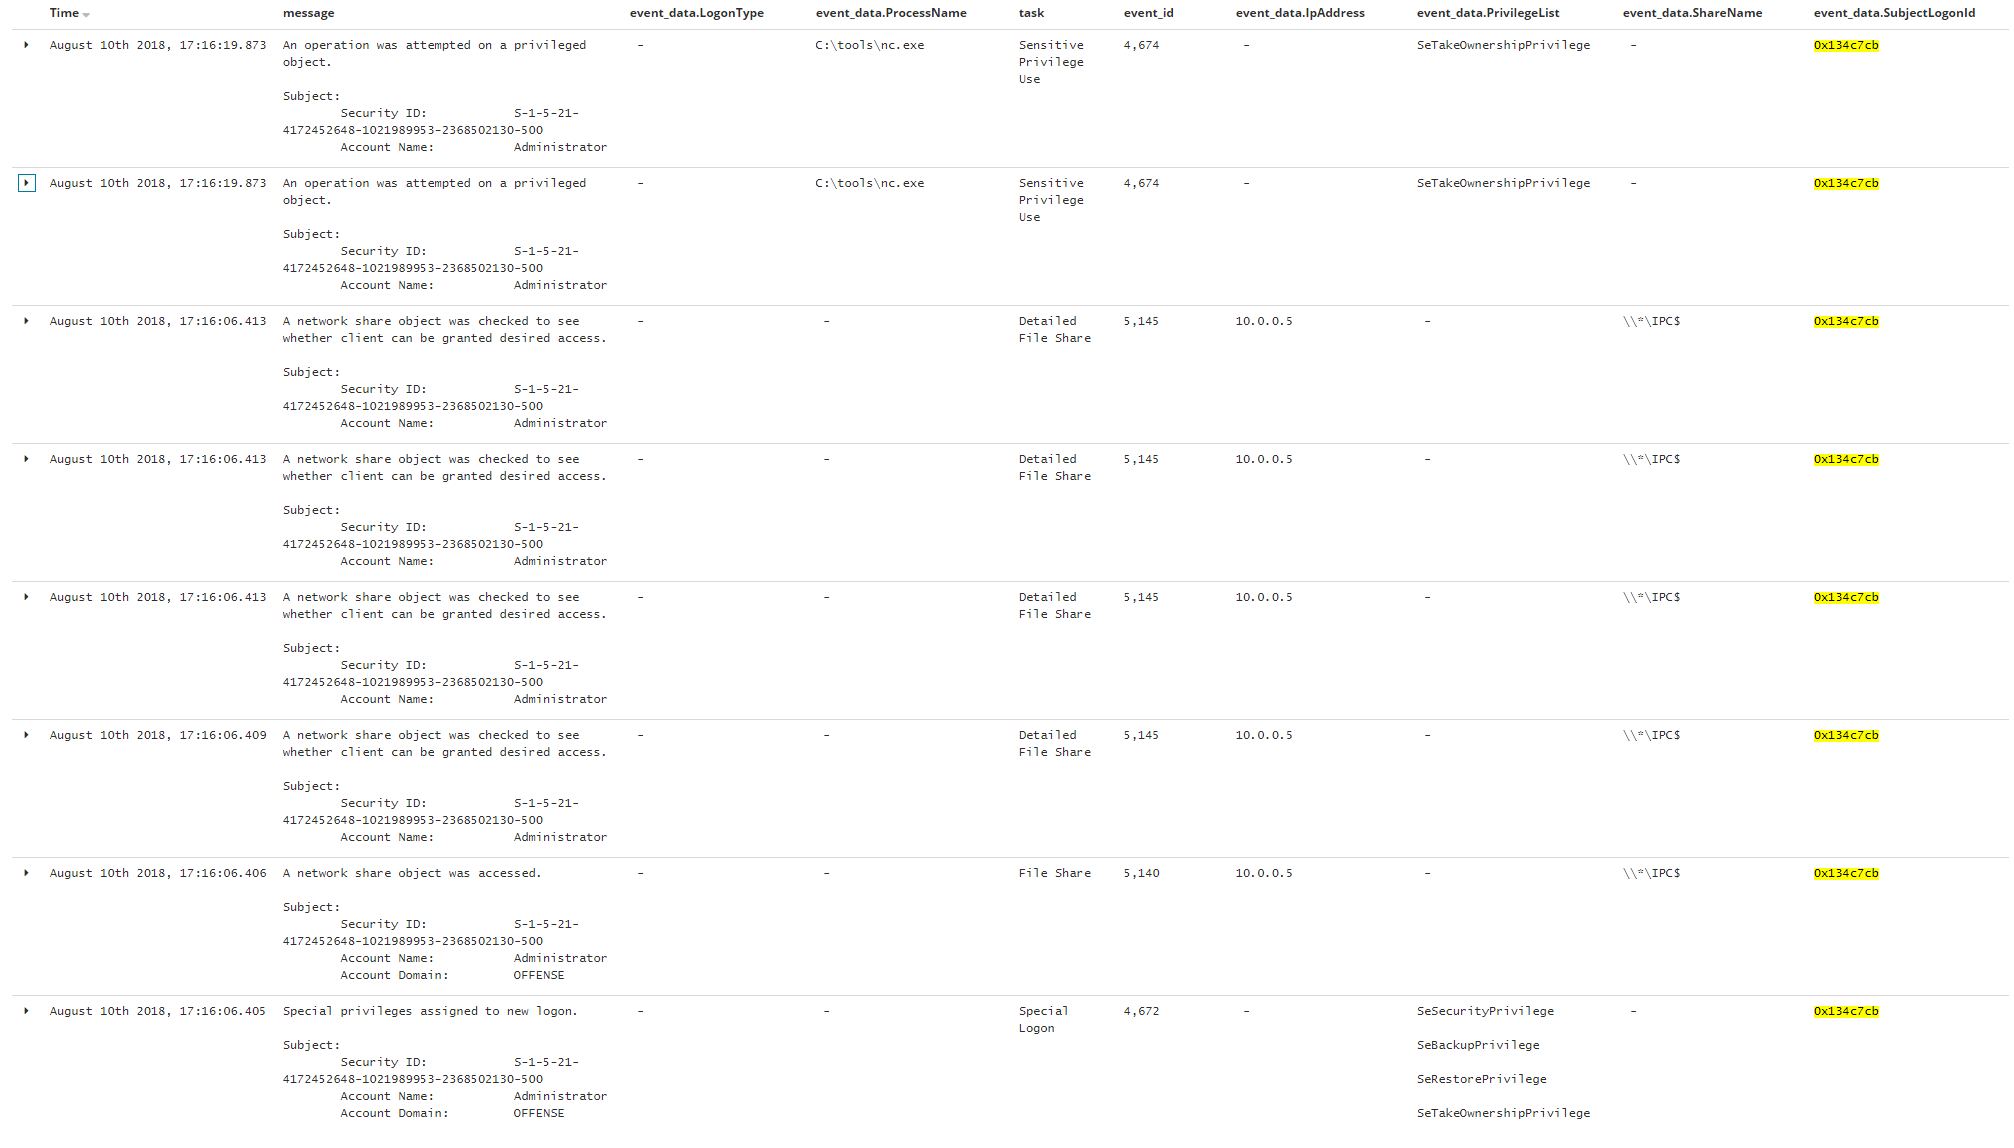 Time message event_data.LogonType event_data.ProcessName task event_id event_data.IpAddress event_data.PrivilegeList event_data.ShareName event_data.SubjectLogonId
August 10th 2018, 17:16:19.873 An operation was attempted on a privileged - C:\tools\nc.exe Sensitive 4,674 - SeTakeOwnershipPrivilege - 0x134c7cb
object. Privilege
Use
Subject:
Security ID: S-1-5-21-
4172452648-1021989953-2368502130-500
Account Name: Administrator
August 10th 2018, 17:16:19.873 An operation was attempted on a privileged - C:\tools\nc.exe Sensitive 4,674 - SeTakeOwnershipPrivilege - 0x134c7cb
object. Privilege
Use
Subject:
Security ID: S-1-5-21-
4172452648-1021989953-2368502130-500
Account Name: Administrator
August 10th 2018, 17:16:06.413 A network share object was checked to see - - Detailed 5,145 10.0.0.5 - \\*\IPC$ 0x134c7cb
whether client can be granted desired access. File Share
Subject:
Security ID: S-1-5-21-
4172452648-1021989953-2368502130-500
Account Name: Administrator
August 10th 2018, 17:16:06.413 A network share object was checked to see - - Detailed 5,145 10.0.0.5 - \\*\IPC$ 0x134c7cb
whether client can be granted desired access. File Share
Subject:
Security ID: S-1-5-21-
4172452648-1021989953-2368502130-500
Account Name: Administrator
August 10th 2018, 17:16:06.413 A network share object was checked to see - - Detailed 5,145 10.0.0.5 - \\*\IPC$ 0x134c7cb
whether client can be granted desired access. File Share
Subject:
Security ID: S-1-5-21-
4172452648-1021989953-2368502130-500
Account Name: Administrator
August 10th 2018, 17:16:06.409 A network share object was checked to see - - Detailed 5,145 10.0.0.5 - \\*\IPC$ 0x134c7cb
whether client can be granted desired access. File Share
Subject:
Security ID: S-1-5-21-
4172452648-1021989953-2368502130-500
Account Name: Administrator
August 10th 2018, 17:16:06.406 A network share object was accessed. - - File Share 5,140 10.0.0.5 - \\*\IPC$ 0x134c7cb
Subject:
Security ID: S-1-5-21-
4172452648-1021989953-2368502130-500
Account Name: Administrator
Account Domain: OFFENSE
August 10th 2018, 17:16:06.405 Special privileges assigned to new logon. - - Special 4,672 - SeSecurityPrivilege - 0x134c7cb
Logon
Subject: SeBackupPrivilege
Security ID: S-1-5-21-
4172452648-1021989953-2368502130-500 SeRestorePrivilege
Account Name: Administrator
Account Domain: OFFENSE SeTakeOwnershipPrivilege